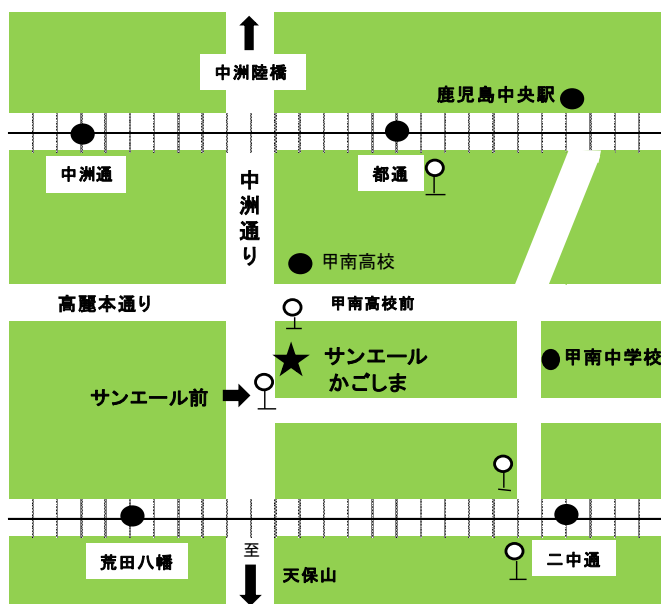 中洲陸橋
鹿児島中央駅
中洲通
都通
中洲通り
甲南高校
高麗本通り
甲南高校前
サンエール
かごしま
甲南中学校
サンエール前
荒田八幡
至
天保山
二中通